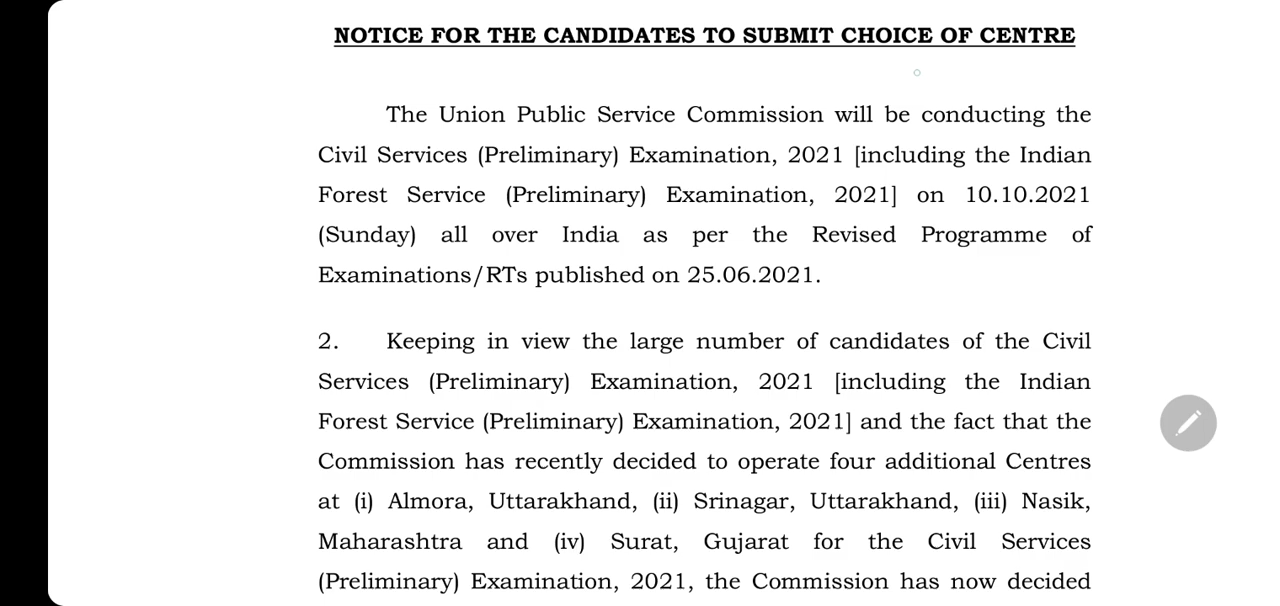 NOTICE FOR THE CANDIDATES TO SUBMIT CHOICE OF CENTRE
The Union Public Service Commission will be conducting the
Civil Services (Preliminary) Examination, 2021 [including the Indian
Forest Service (Preliminary) Examination, 2021] on 10.10.2021
(Sunday) all over India as per the Revised Programme of
Examinations/RTs published on 25.06.2021.
2. Keeping in view the large number of candidates of the Civil
Services (Preliminary) Examination, 2021 [including the Indian
Forest Service (Preliminary) Examination, 2021] and the fact that the
Commission has recently decided to operate four additional Centres
at (i) Almora, Uttarakhand, (ii) Srinagar, Uttarakhand, (iii) Nasik,
Maharashtra and (iv) Surat, Gujarat for the Civil Services
(Preliminary) Examination, 2021, the Commission has now decided